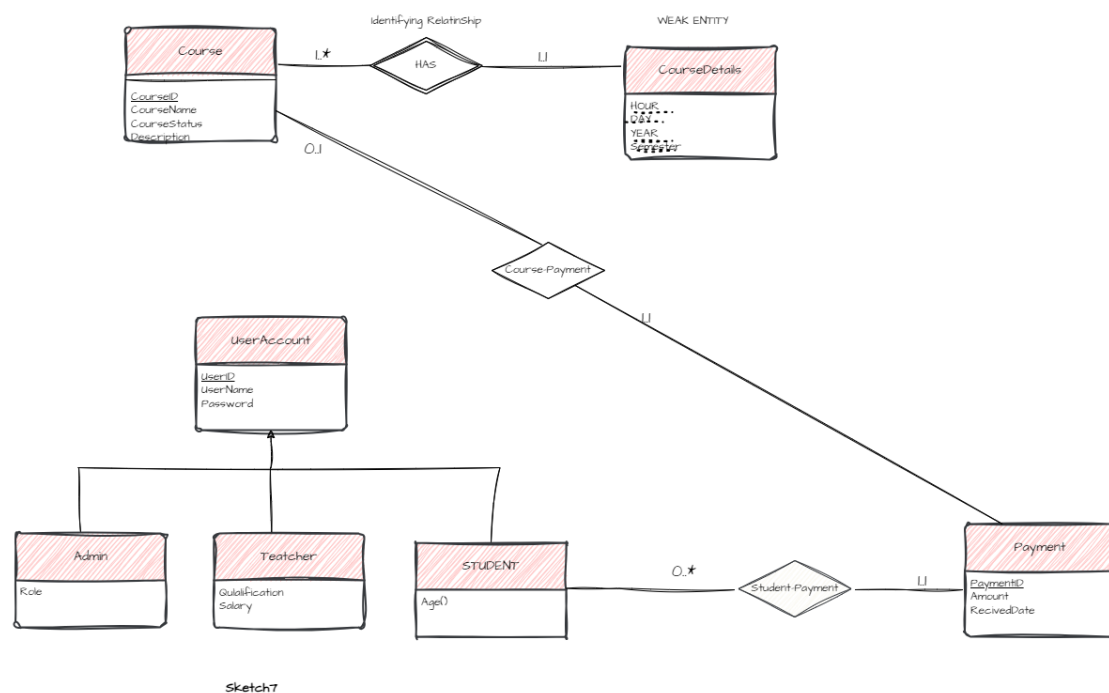 Identifying RelatinShip
WEAK ENTITY
Course
1..*
HAS
1..1
CourseDetails
CourseID
CourseName
CourseStatus
Description
HOUR
DAY
YEAR
Semester
0..1
Course-Payment
1..1
UserAccount
UserID
UserName
Password
Admin
Role
Teatcher
Qulalification
Salary
STUDENT
Age()
0..*
Student-Payment
1..1
Payment
PaymentID
Amount
RecivedDate
Sketch7